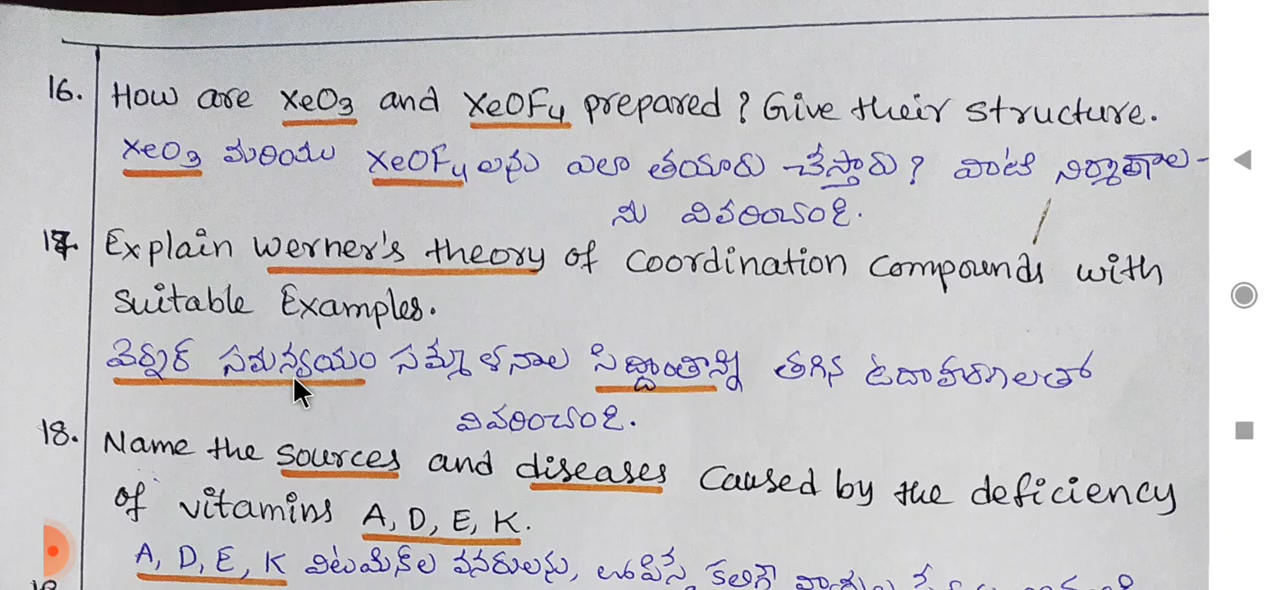 16. How are XeO3 and XeOF4 prepared? Give their structure.
XeO3 మరియు XeOF4 లను ఎలా తయారు చేస్తారు? వాటి నిర్మాణాల-
ను వివరించండి.
17. Explain werner's theory of coordination compounds with
suitable Examples.
వెర్నర్ సమన్వయం సమ్మేళనాల సిద్ధాంతాన్ని తగిన ఉదాహరణలతో
వివరించండి.
18. Name the sources and diseases caused by the deficiency
of vitamins A, D, E, K.
A, D, E, K విటమిన్‌ల వనరులను,